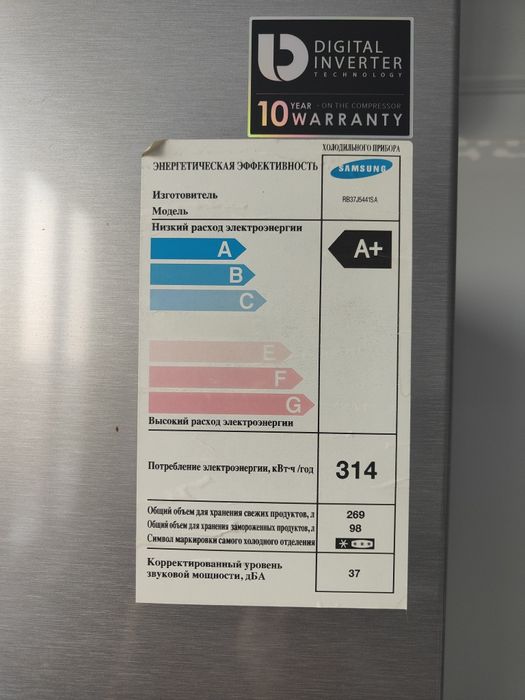 DIGITAL
INVERTER
TECHNOLOGY
10 YEAR - ON THE COMPRESSOR
WARRANTY
ХОЛОДИЛЬНОГО ПРИБОРА
ЭНЕРГЕТИЧЕСКАЯ ЭФФЕКТИВНОСТЬ
SAMSUNG
Изготовитель
Модель
RB37J5441SA
Низкий расход электроэнергии
A
A+
B
C
E
F
G
Высокий расход электроэнергии
Потребление электроэнергии, кВт·ч /год 314
Общий объем для хранения свежих продуктов, л 269
Общий объем для хранения замороженных продуктов, л 98
Символ маркировки самого холодного отделения
Корректированный уровень
звуковой мощности, дБА 37